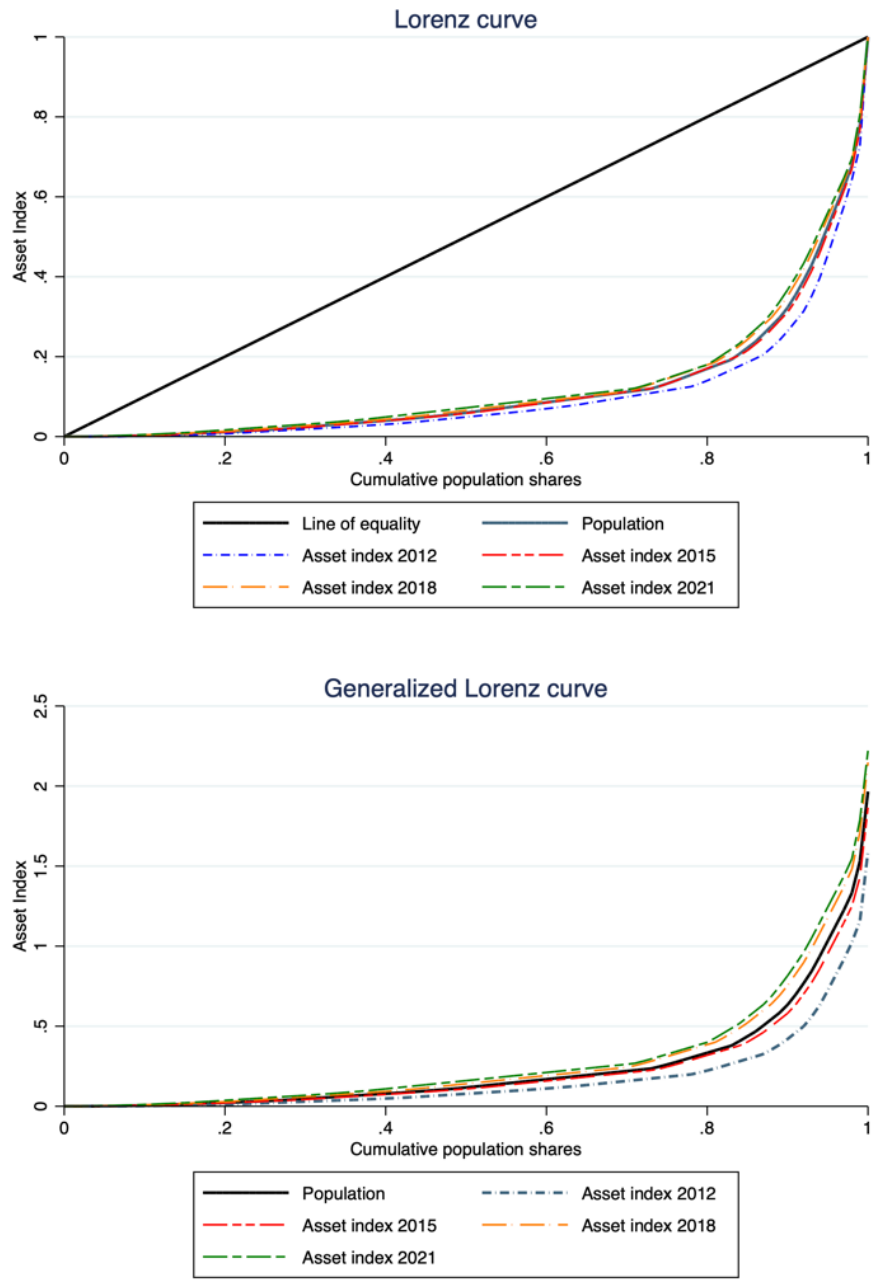 Lorenz curve
1
.8
.6
.4
.2
0
Asset Index
0 .2 .4 .6 .8 1
Cumulative population shares
Line of equality Population
Asset index 2012 Asset index 2015
Asset index 2018 Asset index 2021
Generalized Lorenz curve
2.5
2
1.5
1
.5
0
Asset Index
0 .2 .4 .6 .8 1
Cumulative population shares
Population Asset index 2012
Asset index 2015 Asset index 2018
Asset index 2021